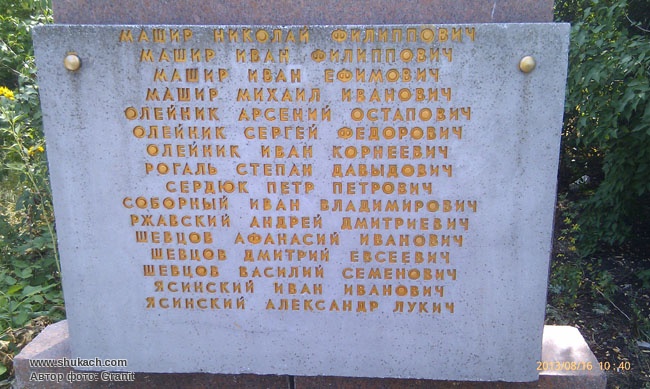 МАШИР НИКОЛАЙ ФИЛИППОВИЧ
МАШИР ИВАН ФИЛИППОВИЧ
МАШИР ИВАН ЕФИМОВИЧ
МАШИР МИХАИЛ ИВАНОВИЧ
ОЛЕЙНИК АРСЕНИЙ ОСТАПОВИЧ
ОЛЕЙНИК СЕРГЕЙ ФЕДОРОВИЧ
ОЛЕЙНИК ИВАН КОРНЕЕВИЧ
РОГАЛЬ СТЕПАН ДАВЫДОВИЧ
СЕРДЮК ПЕТР ПЕТРОВИЧ
СОБОРНЫЙ ИВАН ВЛАДИМИРОВИЧ
РЖАВСКИЙ АНДРЕЙ ДМИТРИЕВИЧ
ШЕВЦОВ АФАНАСИЙ ИВАНОВИЧ
ШЕВЦОВ ДМИТРИЙ ЕВСЕЕВИЧ
ШЕВЦОВ ВАСИЛИЙ СЕМЕНОВИЧ
ЯСИНСКИЙ ИВАН ИВАНОВИЧ
ЯСИНСКИЙ АЛЕКСАНДР ЛУКИЧ
www.shukach.com
Автор фото: Grant
2013/08/16 10:40